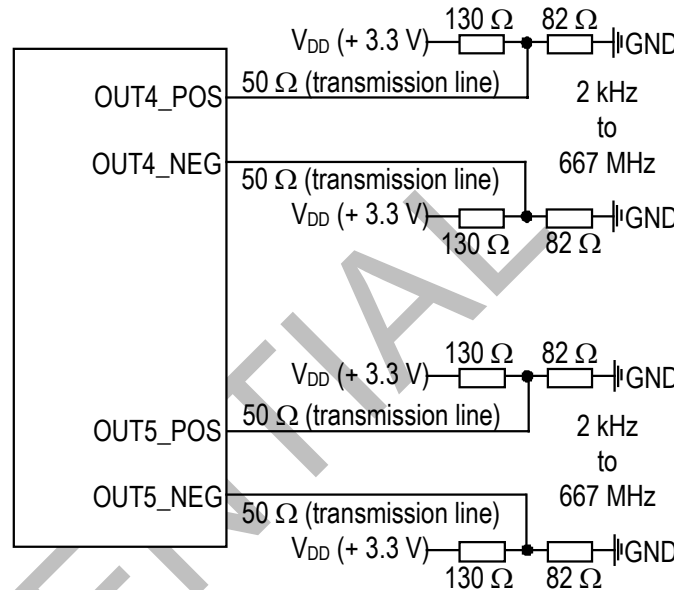 130 Ω 82 Ω
V_DD (+ 3.3 V) GND
OUT4_POS 50 Ω (transmission line) 2 kHz
to
OUT4_NEG 667 MHz
50 Ω (transmission line)
V_DD (+ 3.3 V) GND
130 Ω 82 Ω
130 Ω 82 Ω
V_DD (+ 3.3 V) GND
50 Ω (transmission line)
OUT5_POS 2 kHz
to
OUT5_NEG 667 MHz
50 Ω (transmission line)
V_DD (+ 3.3 V) GND
130 Ω 82 Ω
ENTIAL